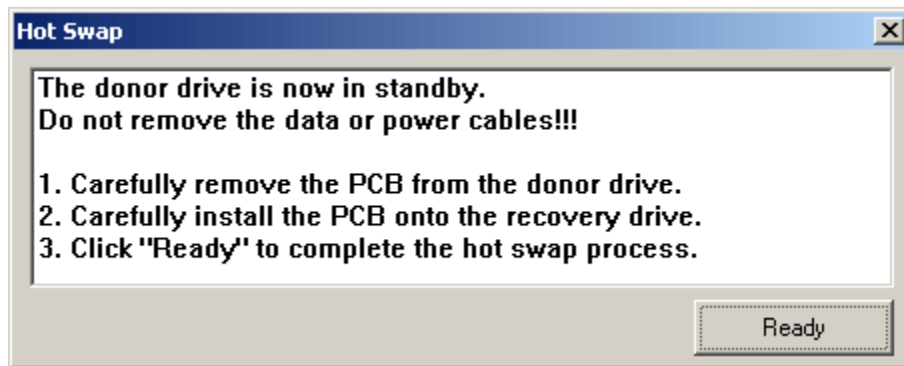 Hot Swap
The donor drive is now in standby.
Do not remove the data or power cables!!!
1. Carefully remove the PCB from the donor drive.
2. Carefully install the PCB onto the recovery drive.
3. Click "Ready" to complete the hot swap process.
Ready